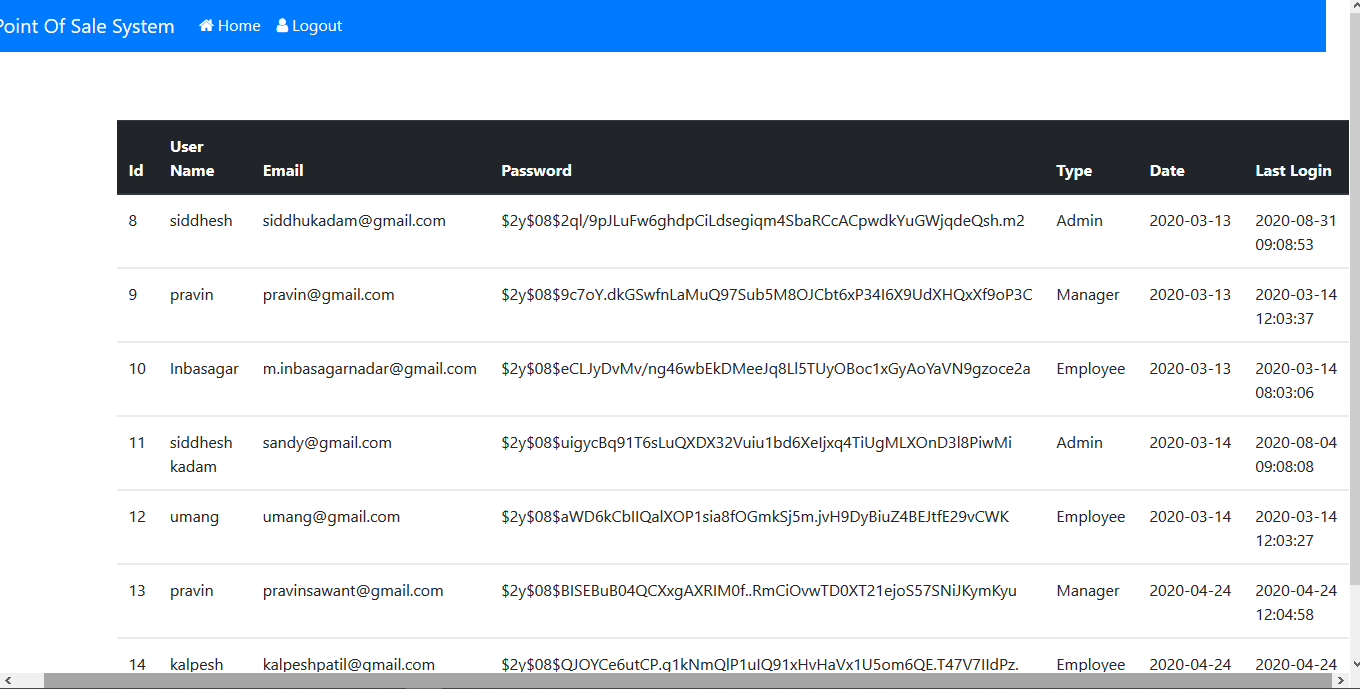 Point Of Sale System Home Logout
Id User Name Email Password Type Date Last Login
8 siddhesh siddhukadam@gmail.com $2y$08$2ql/9pJLuFw6ghdpCiLdsegiqm4SbaRCcACpwdkYuGWjqdeQsh.m2 Admin 2020-03-13 2020-08-31 09:08:53
9 pravin pravin@gmail.com $2y$08$9c7oY.dkGSwfnLaMuQ97Sub5M8OJCbt6xP34I6X9UdXHQxXf9oP3C Manager 2020-03-13 2020-03-14 12:03:37
10 Inbasagar m.inbasagarnadar@gmail.com $2y$08$eCLJyDvMv/ng46wbEkDMeeJq8Ll5TUyOBoc1xGyAoYaVN9gzoce2a Employee 2020-03-13 2020-03-14 08:03:06
11 siddhesh kadam sandy@gmail.com $2y$08$uigycBq91T6sLuQXDX32Vuiu1bd6XeIjxq4TiUgMLXOnD3l8PiwMi Admin 2020-03-14 2020-08-04 09:08:08
12 umang umang@gmail.com $2y$08$aWD6kCbIIQalXOP1sia8fOGmkSj5m.jvH9DyBiuZ4BEJtfE29vCWK Employee 2020-03-14 2020-03-14 12:03:27
13 pravin pravinsawant@gmail.com $2y$08$BISEBuB04QCXxgAXRIM0f..RmCiOvwTD0XT21ejoS57SNiJKymKyu Manager 2020-04-24 2020-04-24 12:04:58
14 kalpesh kalpeshpatil@gmail.com $2y$08$QJOYCe6utCP.q1kNmQlP1uIQ91xHvHaVx1U5om6QE.T47V7IIdPz. Employee 2020-04-24 2020-04-24